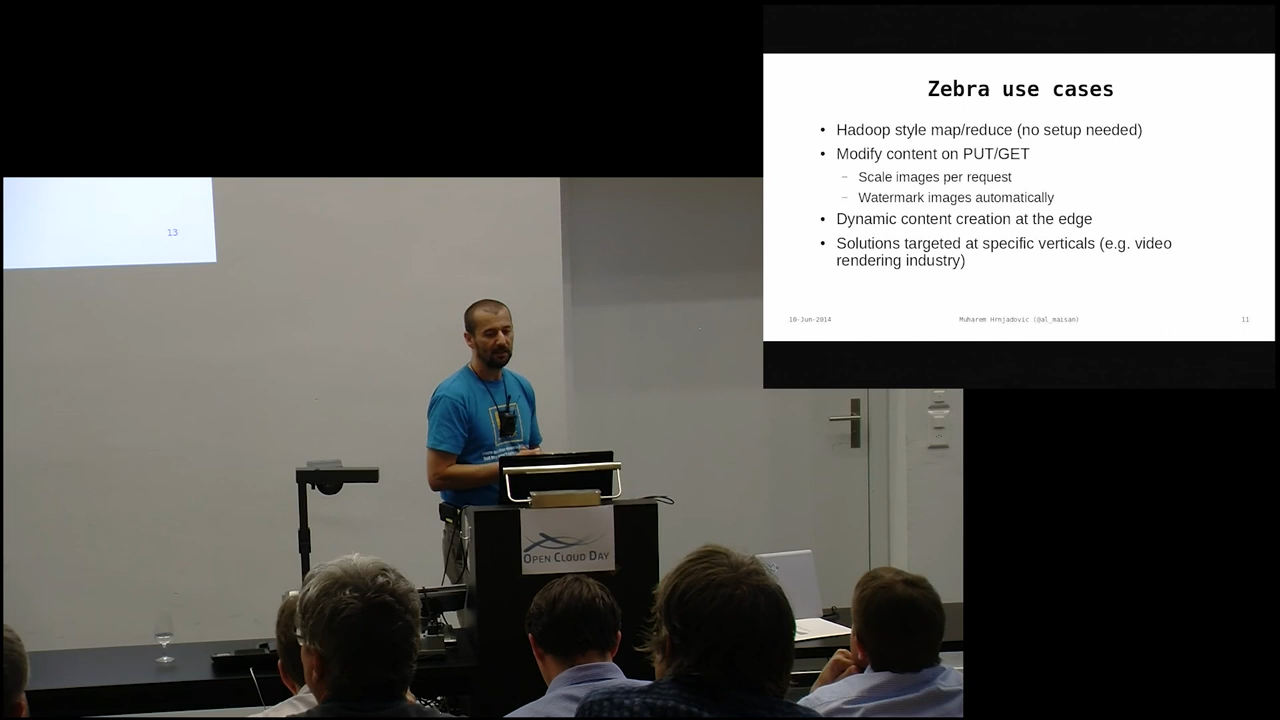 Zebra use cases
• Hadoop style map/reduce (no setup needed)
• Modify content on PUT/GET
– Scale images per request
– Watermark images automatically
• Dynamic content creation at the edge
• Solutions targeted at specific verticals (e.g. video
rendering industry)
10-Jun-2014 Muharem Hrnjadovic (@al_maisan) 11
13
OPEN CLOUD DAY